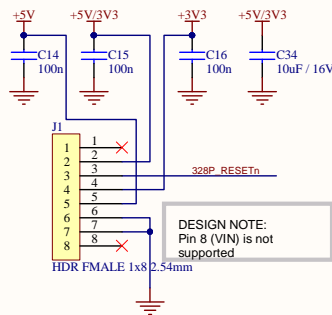 +5V +5V/3V3 +3V3 +5V/3V3
C14 C15 C16 C34
100n 100n 100n 10uF / 16V
J1
1 1
2 2
3 3 328P_RESETn
4 4
5 5
6 6
7 7
8 8
DESIGN NOTE:
Pin 8 (VIN) is not
supported
HDR FMALE 1x8 2.54mm